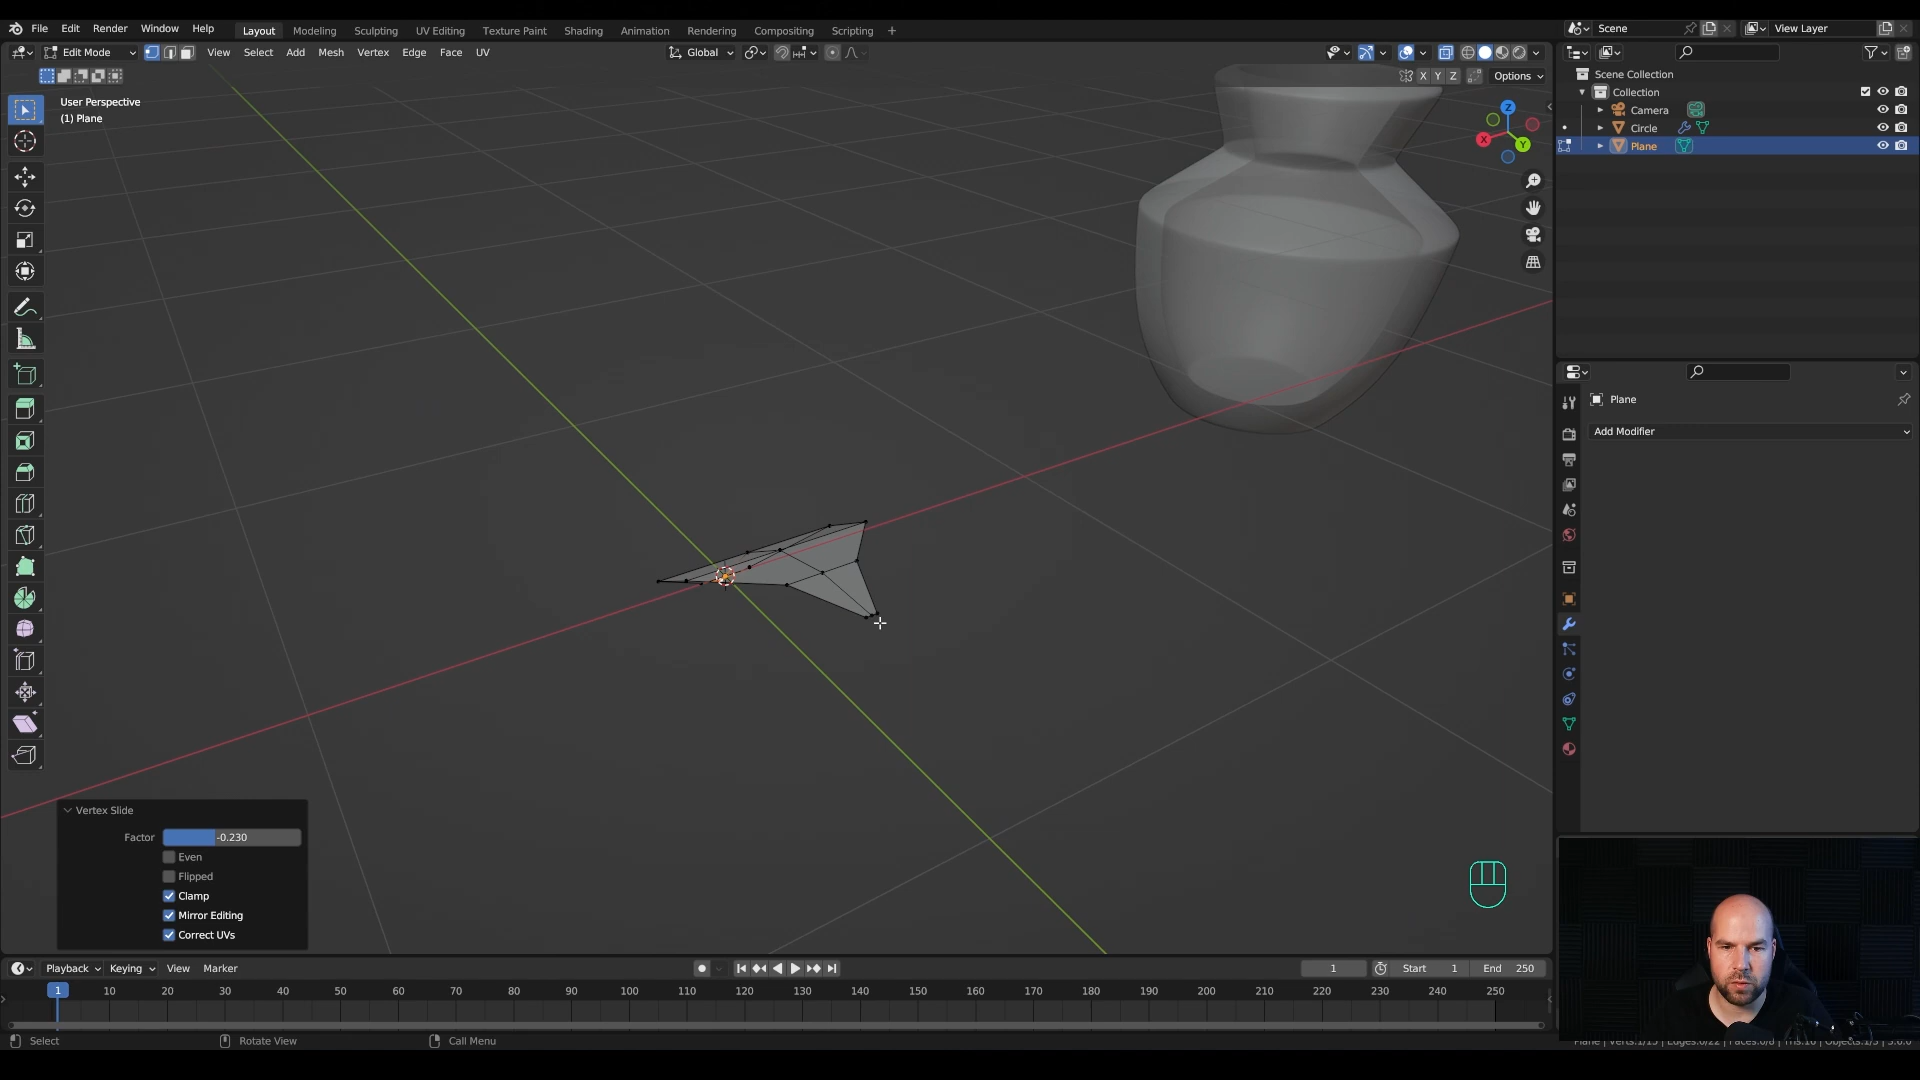 File Edit Render Window Help Layout Modeling Sculpting UV Editing Texture Paint Shading Animation Rendering Compositing Scripting + Scene View Layer
Edit Mode View Select Add Mesh Vertex Edge Face UV Global
X Y Z Options
User Perspective
(1) Plane
Z
X
Y
Scene Collection
Collection
Camera
Circle
Plane
Plane
Add Modifier
Vertex Slide
Factor -0.230
Even
Flipped
Clamp
Mirror Editing
Correct UVs
Playback Keying View Marker 1 Start 1 End 250
1 10 20 30 40 50 60 70 80 90 100 110 120 130 140 150 160 170 180 190 200 210 220 230 240 250
Select Rotate View Call Menu